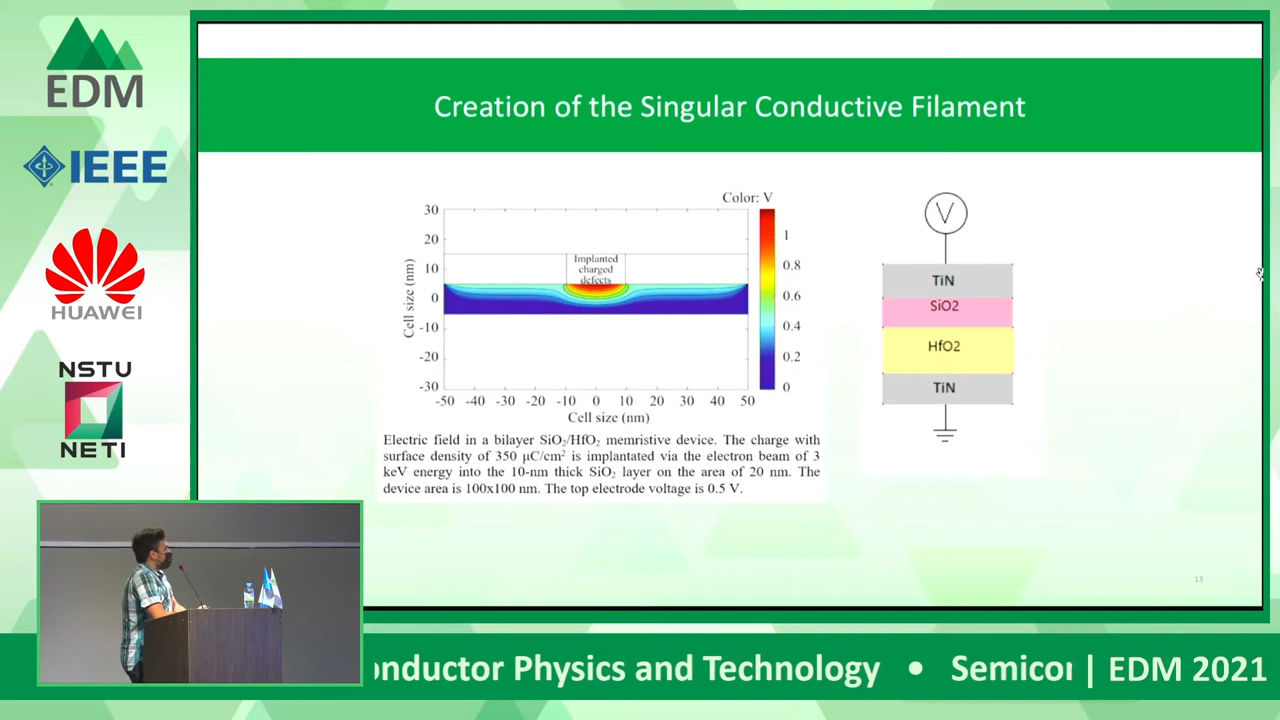 EDM
IEEE
HUAWEI
NSTU
NETI
Creation of the Singular Conductive Filament
Color: V
30
20
10
0
-10
-20
-30
Cell size (nm)
Implanted
charged
defects
1
0.8
0.6
0.4
0.2
0
-50 -40 -30 -20 -10 0 10 20 30 40 50
Cell size (nm)
Electric field in a bilayer SiO₂/HfO₂ memristive device. The charge with
surface density of 350 μC/cm² is implantated via the electron beam of 3
keV energy into the 10-nm thick SiO₂ layer on the area of 20 nm. The
device area is 100x100 nm. The top electrode voltage is 0.5 V.
V
TiN
SiO2
HfO2
TiN
13
onductor Physics and Technology • Semicor | EDM 2021